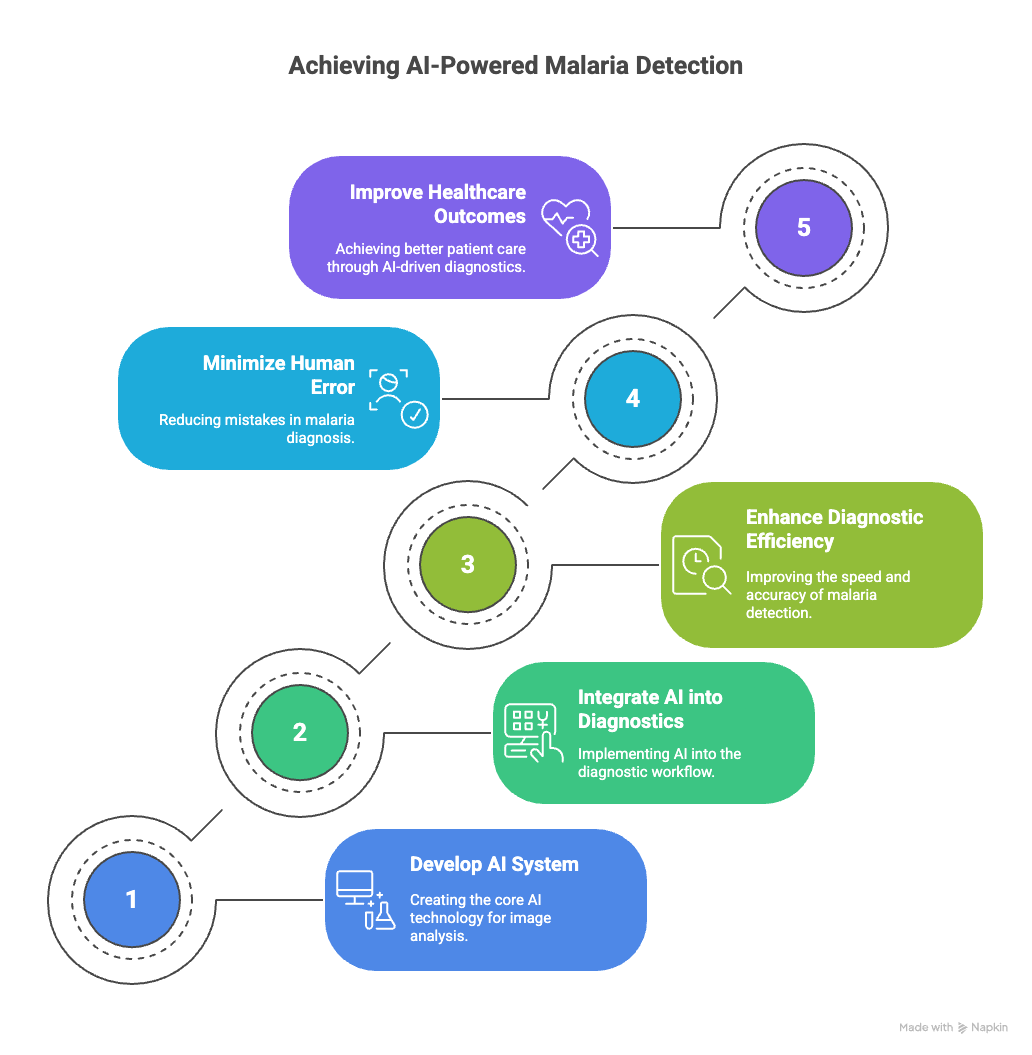 Achieving AI-Powered Malaria Detection
Improve Healthcare
Outcomes
Achieving better patient care
through AI-driven diagnostics.
5
Minimize Human
Error
Reducing mistakes in malaria
diagnosis.
4
3
Enhance Diagnostic
Efficiency
Improving the speed and
accuracy of malaria
detection.
2
Integrate AI into
Diagnostics
Implementing AI into the
diagnostic workflow.
1
Develop AI System
Creating the core AI
technology for image
analysis.
Made with Napkin